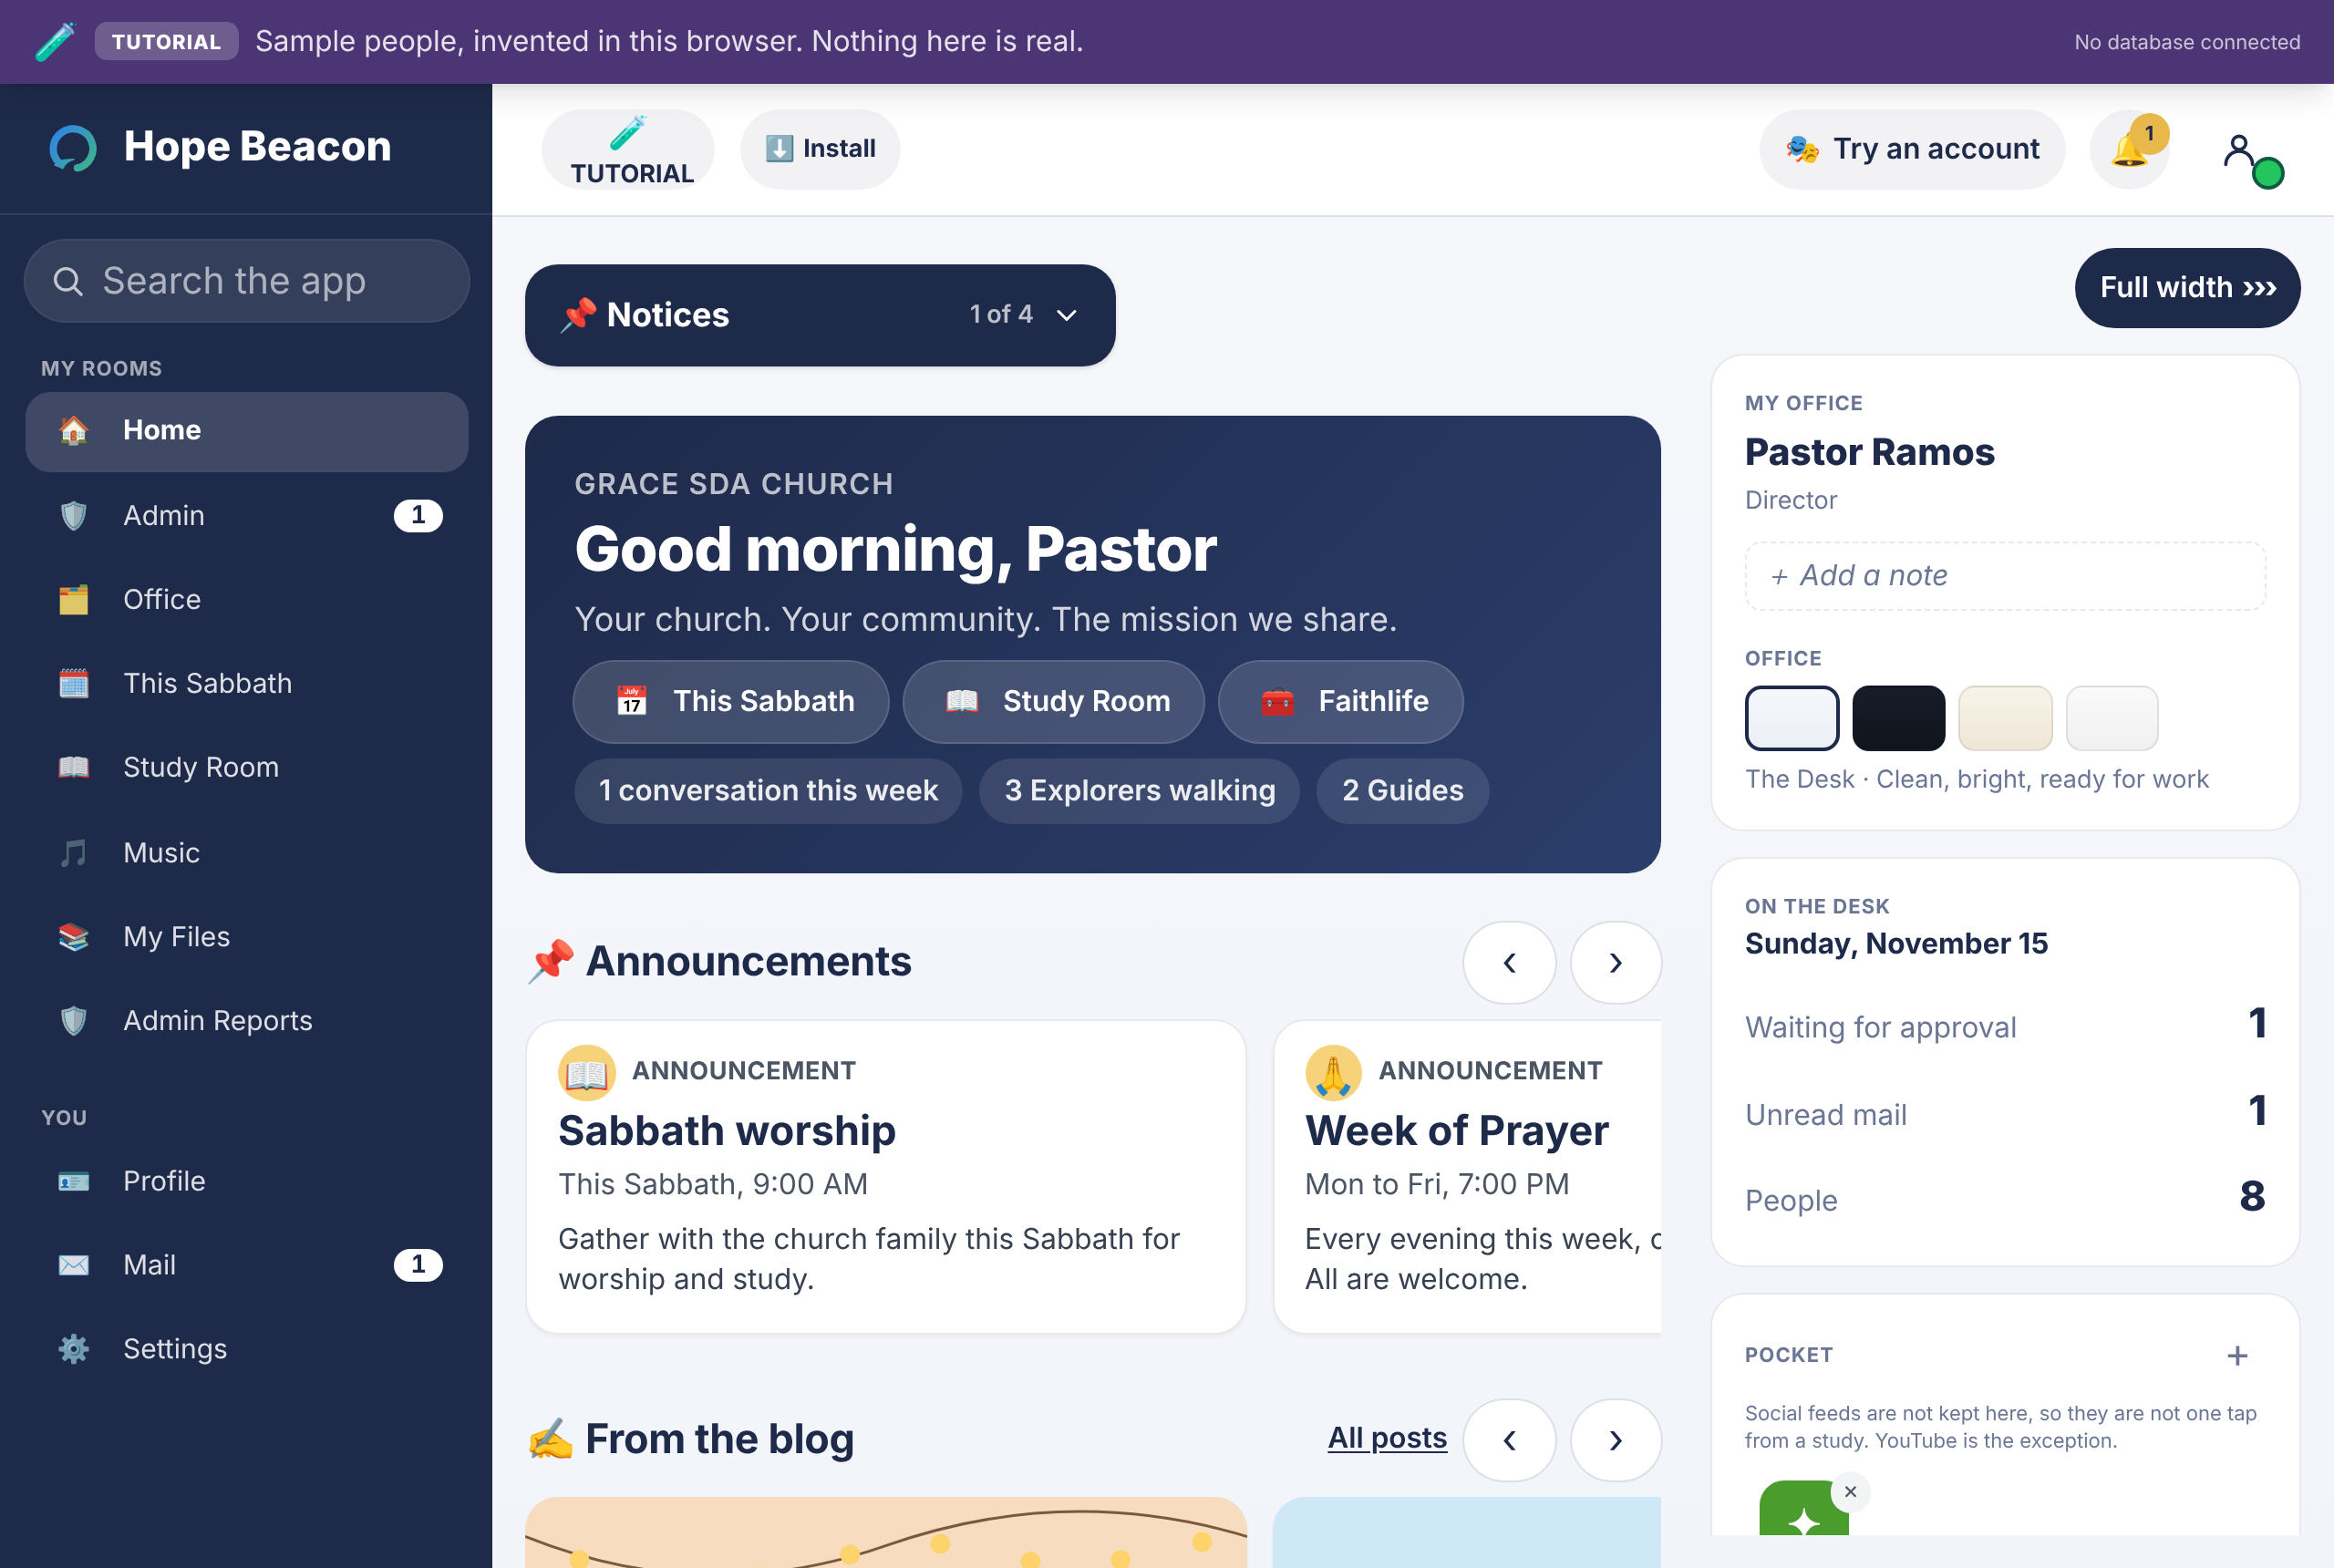 TUTORIAL Sample people, invented in this browser. Nothing here is real.
No database connected
Hope Beacon
Search the app
MY ROOMS
Home
Admin 1
Office
This Sabbath
Study Room
Music
My Files
Admin Reports
YOU
Profile
Mail 1
Settings
TUTORIAL
Install
Try an account
1
Full width ›››
Notices 1 of 4
GRACE SDA CHURCH
Good morning, Pastor
Your church. Your community. The mission we share.
This Sabbath Study Room Faithlife
1 conversation this week 3 Explorers walking 2 Guides
Announcements
ANNOUNCEMENT
Sabbath worship
This Sabbath, 9:00 AM
Gather with the church family this Sabbath for
worship and study.
ANNOUNCEMENT
Week of Prayer
Mon to Fri, 7:00 PM
Every evening this week,
All are welcome.
From the blog All posts
MY OFFICE
Pastor Ramos
Director
+ Add a note
OFFICE
The Desk · Clean, bright, ready for work
ON THE DESK
Sunday, November 15
Waiting for approval 1
Unread mail 1
People 8
POCKET +
Social feeds are not kept here, so they are not one tap
from a study. YouTube is the exception.